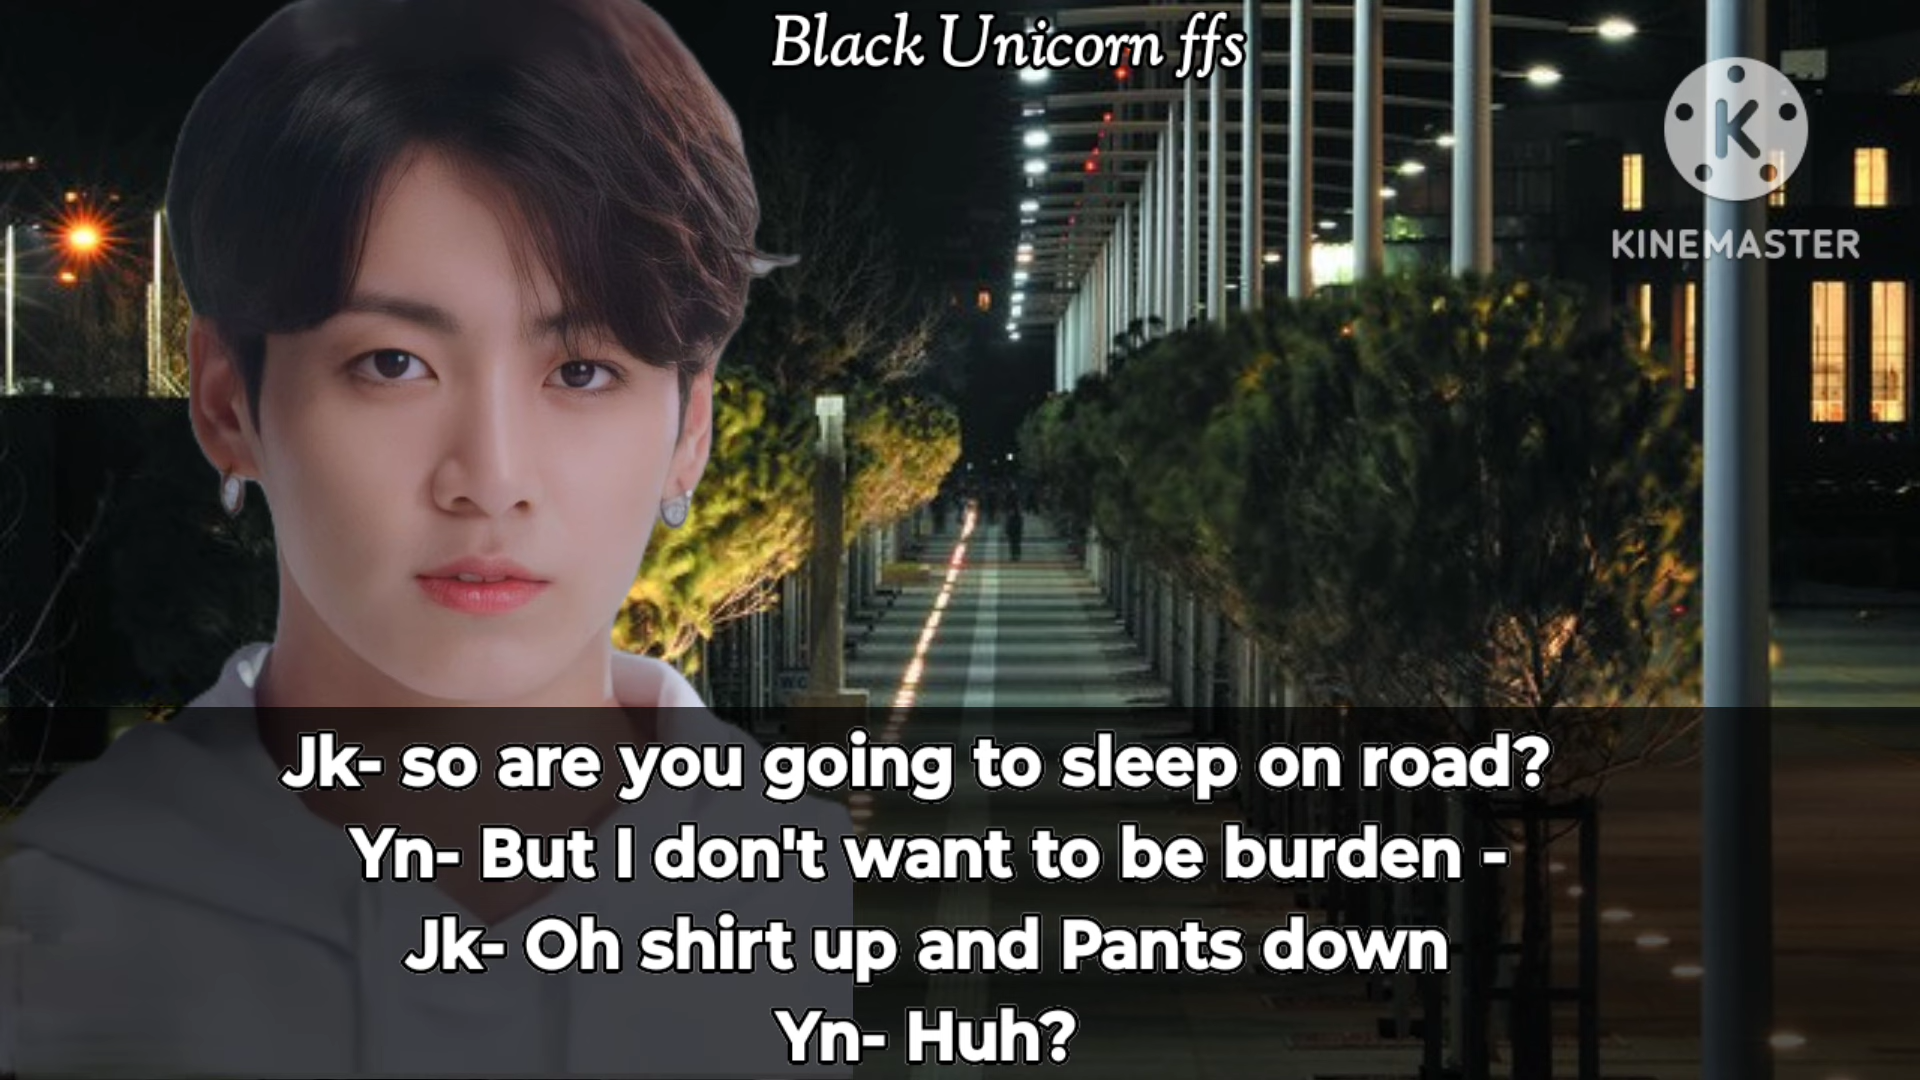 Black Unicorn ffs
K
KINEMASTER
Jk- so are you going to sleep on road?
Yn- But I don't want to be burden -
Jk- Oh shirt up and Pants down
Yn- Huh?